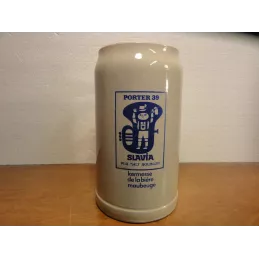 PORTER 39
SLAVIA
kermesse
de la bière
maubeuge